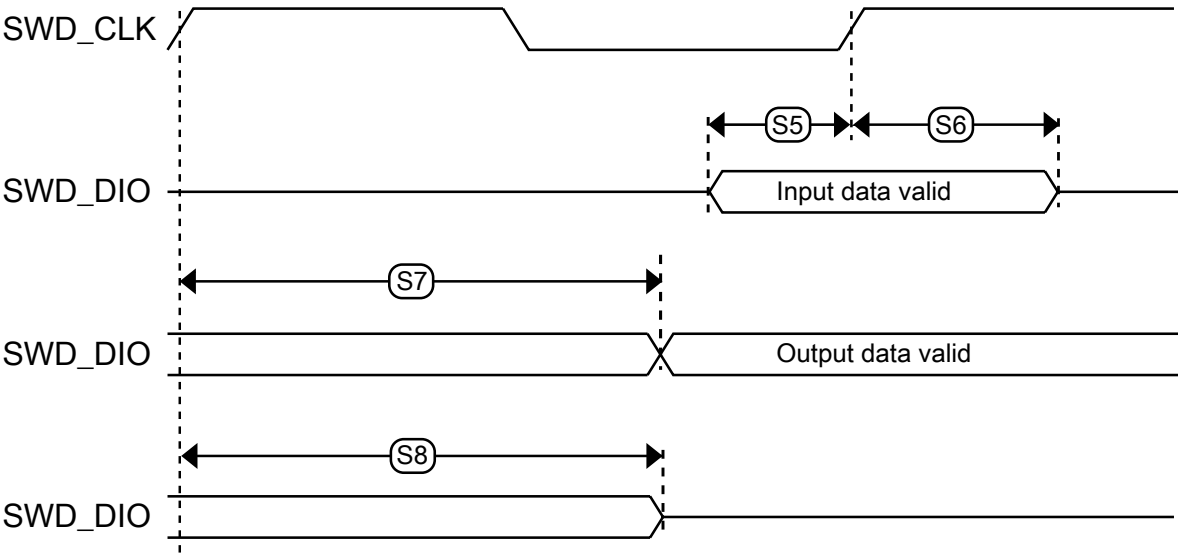 SWD_CLK
S5
S6
SWD_DIO
Input data valid
S7
SWD_DIO
Output data valid
S8
SWD_DIO